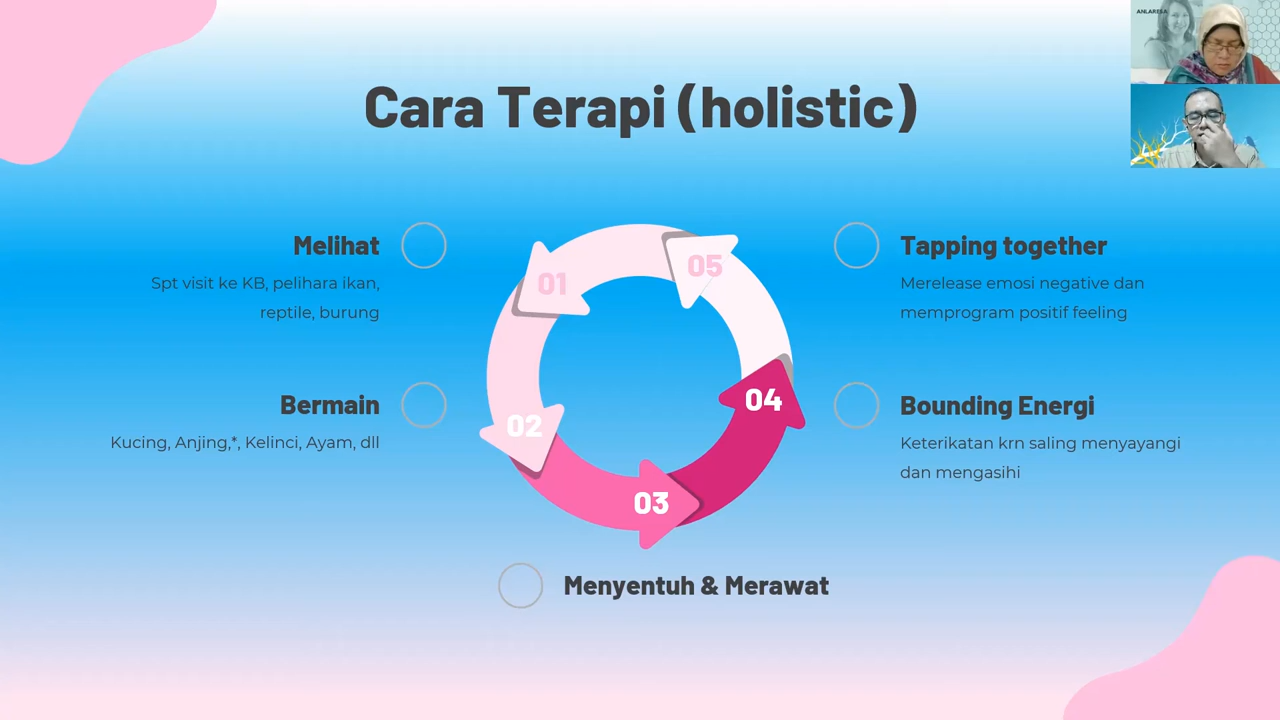 ANLARESA
Cara Terapi (holistic)
Melihat
Spt visit ke KB, pelihara ikan,
reptile, burung
Bermain
Kucing, Anjing,*, Kelinci, Ayam, dll
01
02
03
04
05
Menyentuh & Merawat
Tapping together
Merelease emosi negative dan
memprogram positif feeling
Bounding Energi
Keterikatan krn saling menyayangi
dan mengasihi